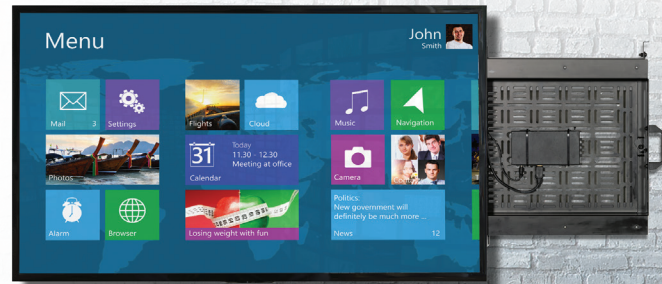 Menu
John
Smith
Mail 3
Settings
Flights
Cloud
Music
Navigation
Photos
31
Calendar
Today
11.30 - 12.30
Meeting at office
Camera
Alarm
Browser
Losing weight with fun
Politics:
New government will
definitely be much more ...
News 12